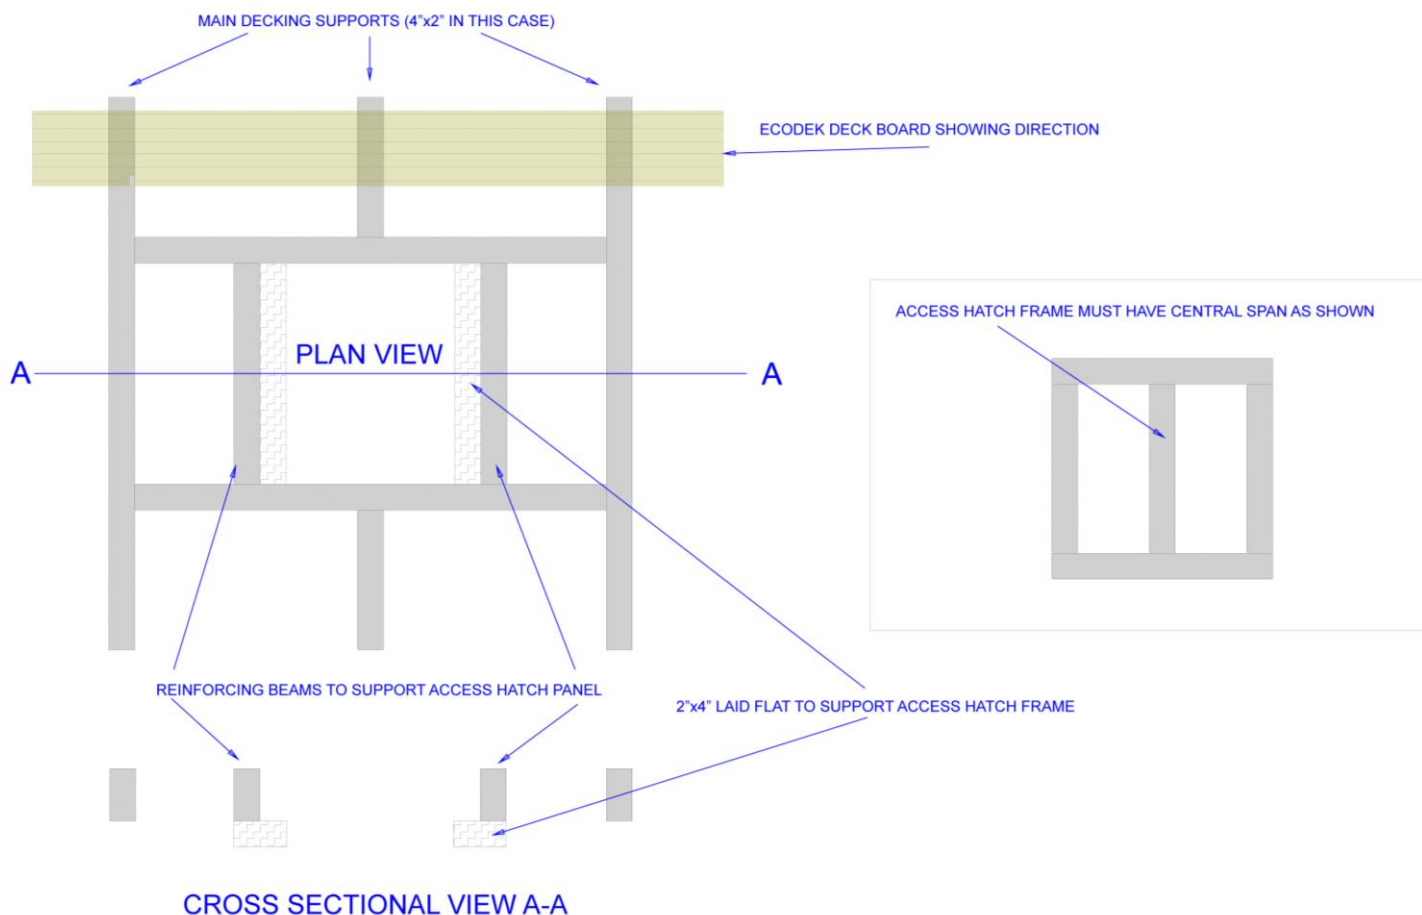 MAIN DECKING SUPPORTS (4"x2" IN THIS CASE)
ECODEK DECK BOARD SHOWING DIRECTION
ACCESS HATCH FRAME MUST HAVE CENTRAL SPAN AS SHOWN
PLAN VIEW
A
A
REINFORCING BEAMS TO SUPPORT ACCESS HATCH PANEL
2"x4" LAID FLAT TO SUPPORT ACCESS HATCH FRAME
CROSS SECTIONAL VIEW A-A